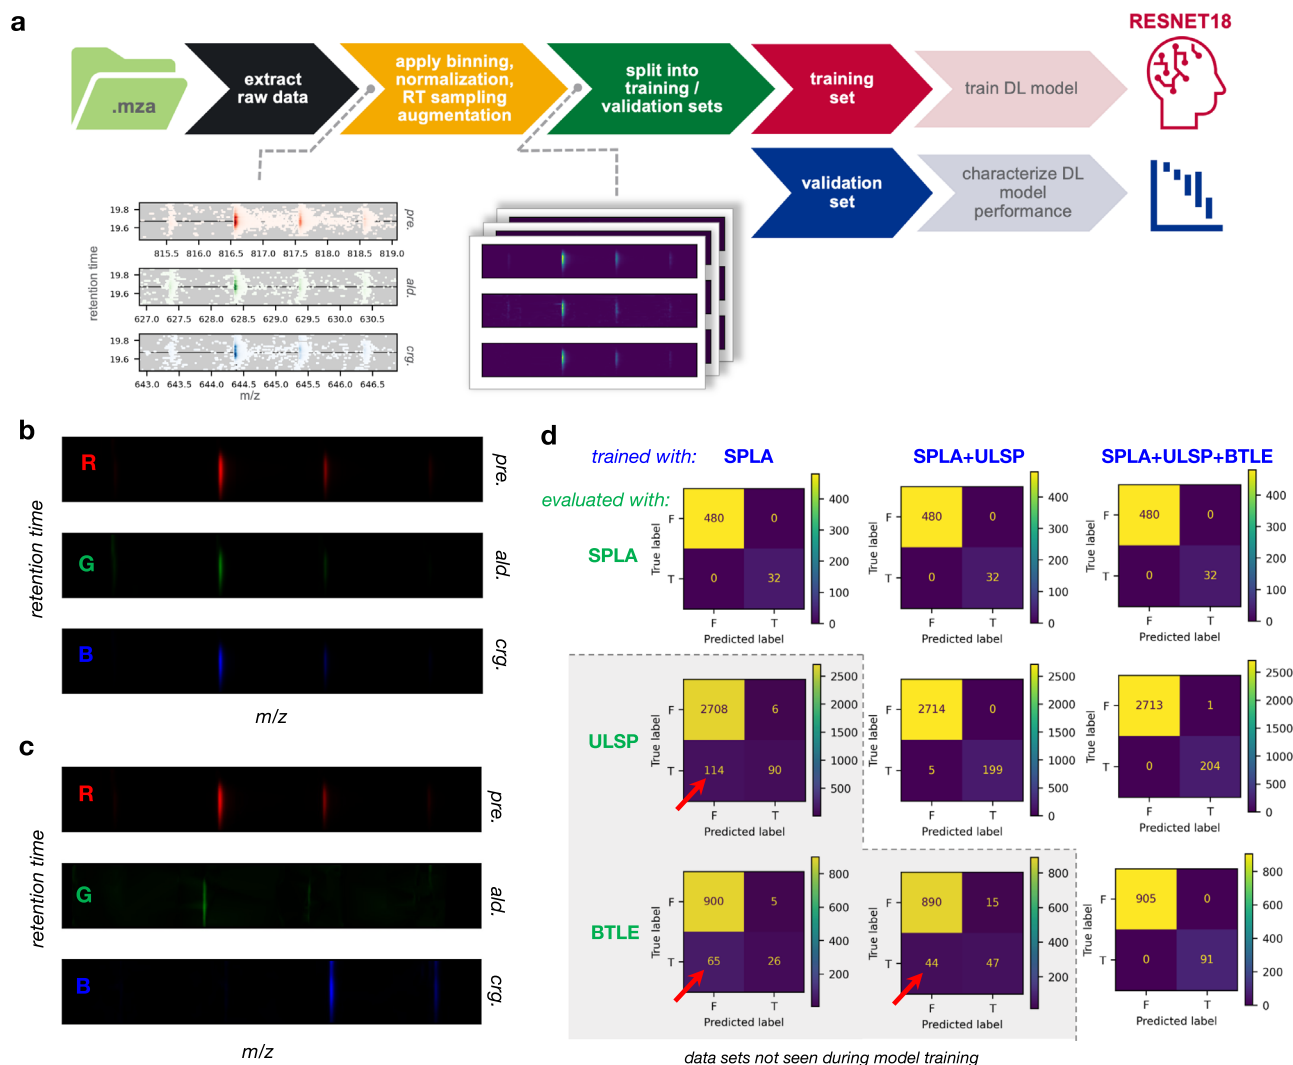 a
RESNET18
.mza
extract
raw data
apply binning,
normalization,
RT sampling
augmentation
split into
training /
validation sets
training
set
train DL model
validation
set
characterize DL
model
performance
retention time
19.8
19.6
pre.
815.5 816.0 816.5 817.0 817.5 818.0 818.5 819.0
19.8
19.6
ald.
627.0 627.5 628.0 628.5 629.0 629.5 630.0 630.5
19.8
19.6
crg.
643.0 643.5 644.0 644.5 645.0 645.5 646.0 646.5
m/z
b
R
pre.
G
ald.
B
crg.
retention time
m/z
c
R
pre.
G
ald.
B
crg.
retention time
m/z
d
trained with: SPLA SPLA+ULSP SPLA+ULSP+BTLE
evaluated with:
SPLA
True label
F
T
480 0
0 32
F T
Predicted label
400
300
200
100
0
True label
F
T
480 0
0 32
F T
Predicted label
400
300
200
100
0
True label
F
T
480 0
0 32
F T
Predicted label
400
300
200
100
0
ULSP
True label
F
T
2708 6
114 90
F T
Predicted label
2500
2000
1500
1000
500
True label
F
T
2714 0
5 199
F T
Predicted label
2500
2000
1500
1000
500
0
True label
F
T
2713 1
0 204
F T
Predicted label
2500
2000
1500
1000
500
0
BTLE
True label
F
T
900 5
65 26
F T
Predicted label
800
600
400
200
True label
F
T
890 15
44 47
F T
Predicted label
800
600
400
200
True label
F
T
905 0
0 91
F T
Predicted label
800
600
400
200
0
data sets not seen during model training